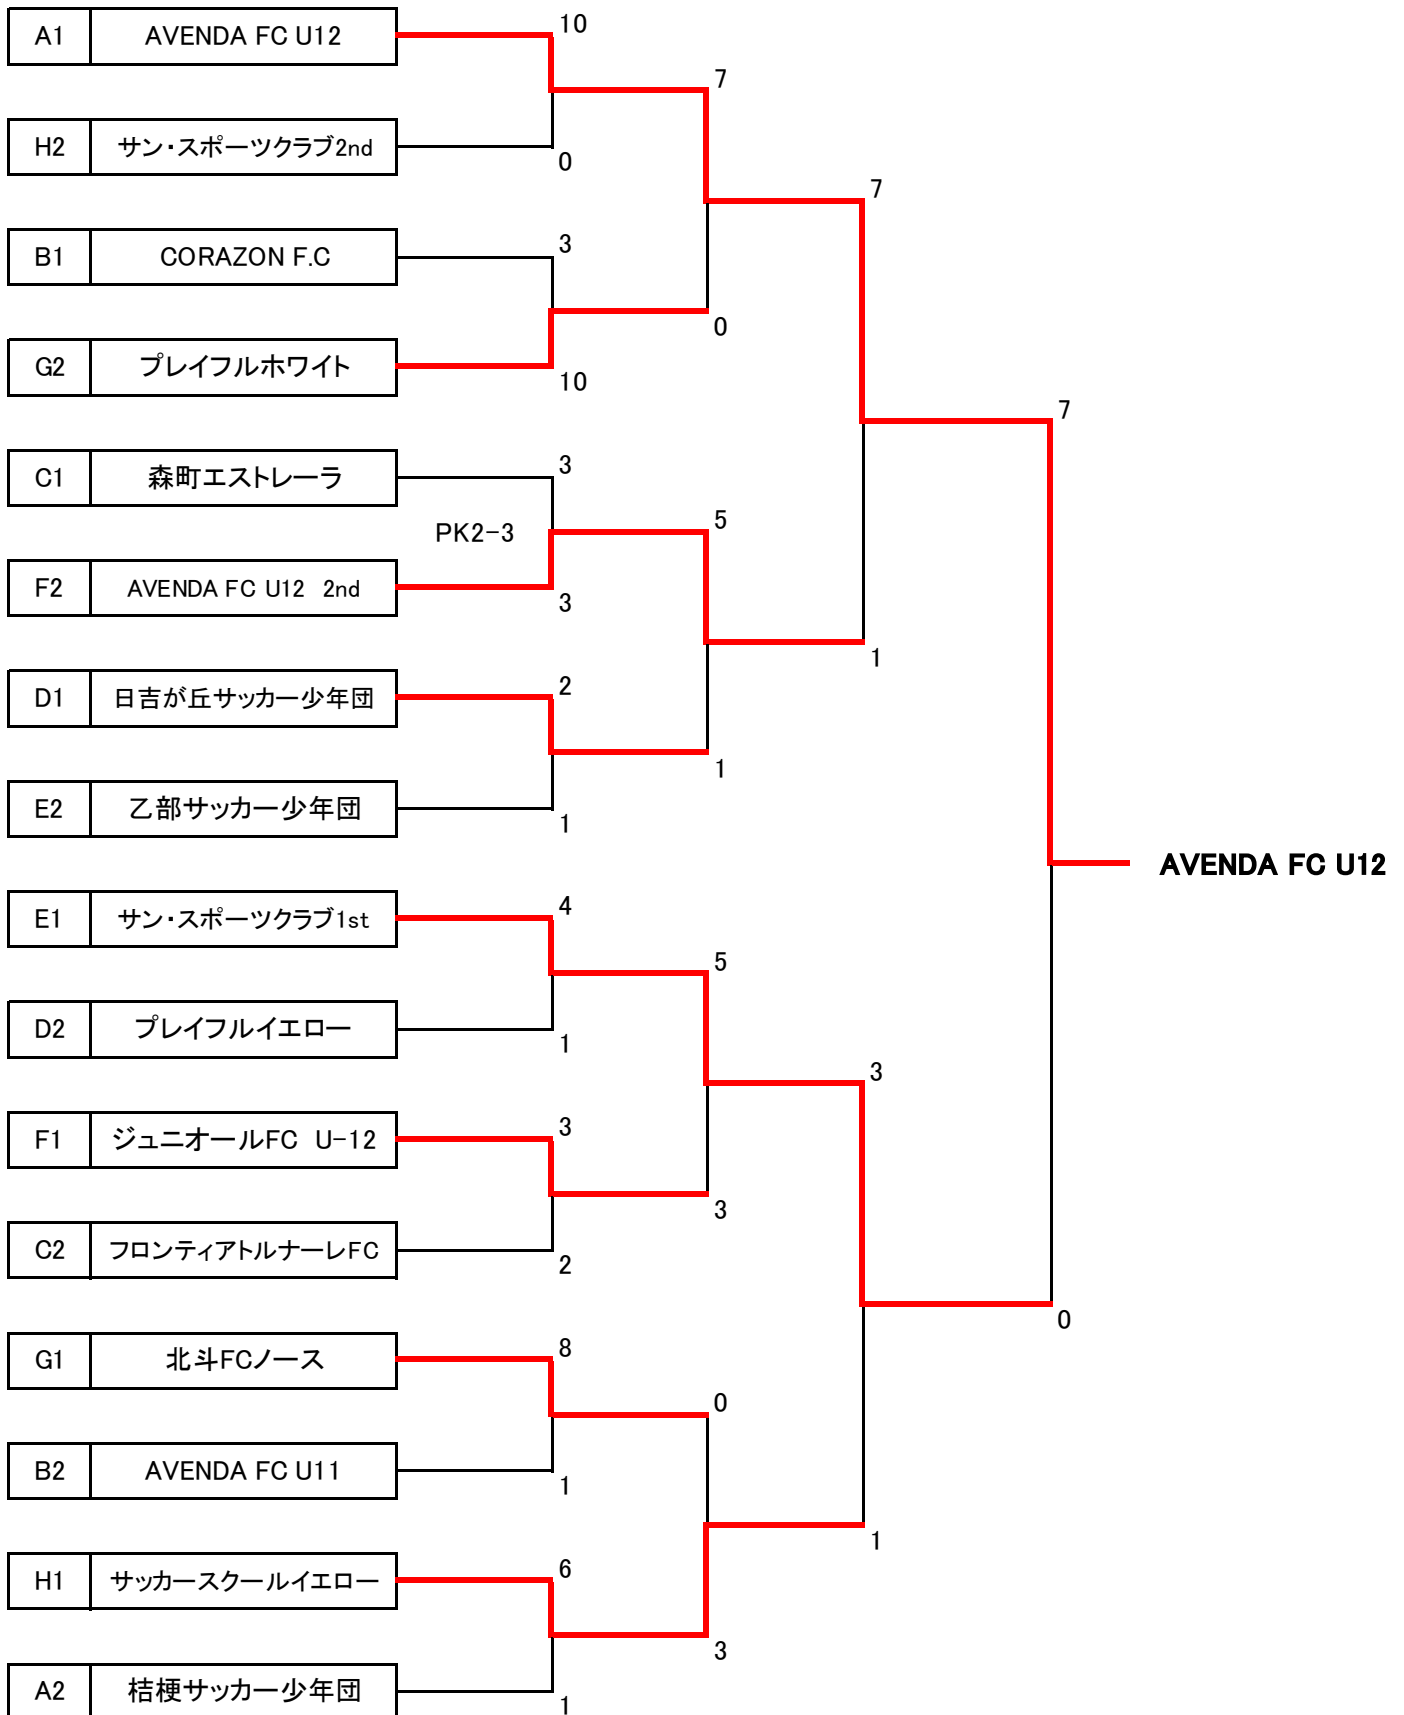 A1 AVENDA FC U12
10
7
H2 サン・スポーツクラブ2nd
0
7
B1 CORAZON F.C
3
0
G2 プレイフルホワイト
10
7
C1 森町エストレーラ
3
PK2-3
5
F2 AVENDA FC U12 2nd
3
1
D1 日吉が丘サッカー少年団
2
1
E2 乙部サッカー少年団
1
AVENDA FC U12
E1 サン・スポーツクラブ1st
4
5
D2 プレイフルイエロー
1
3
F1 ジュニオールFC U-12
3
3
C2 フロンティアトルナーレFC
2
0
G1 北斗FCノース
8
0
B2 AVENDA FC U11
1
1
H1 サッカースクールイエロー
6
3
A2 桔梗サッカー少年団
1